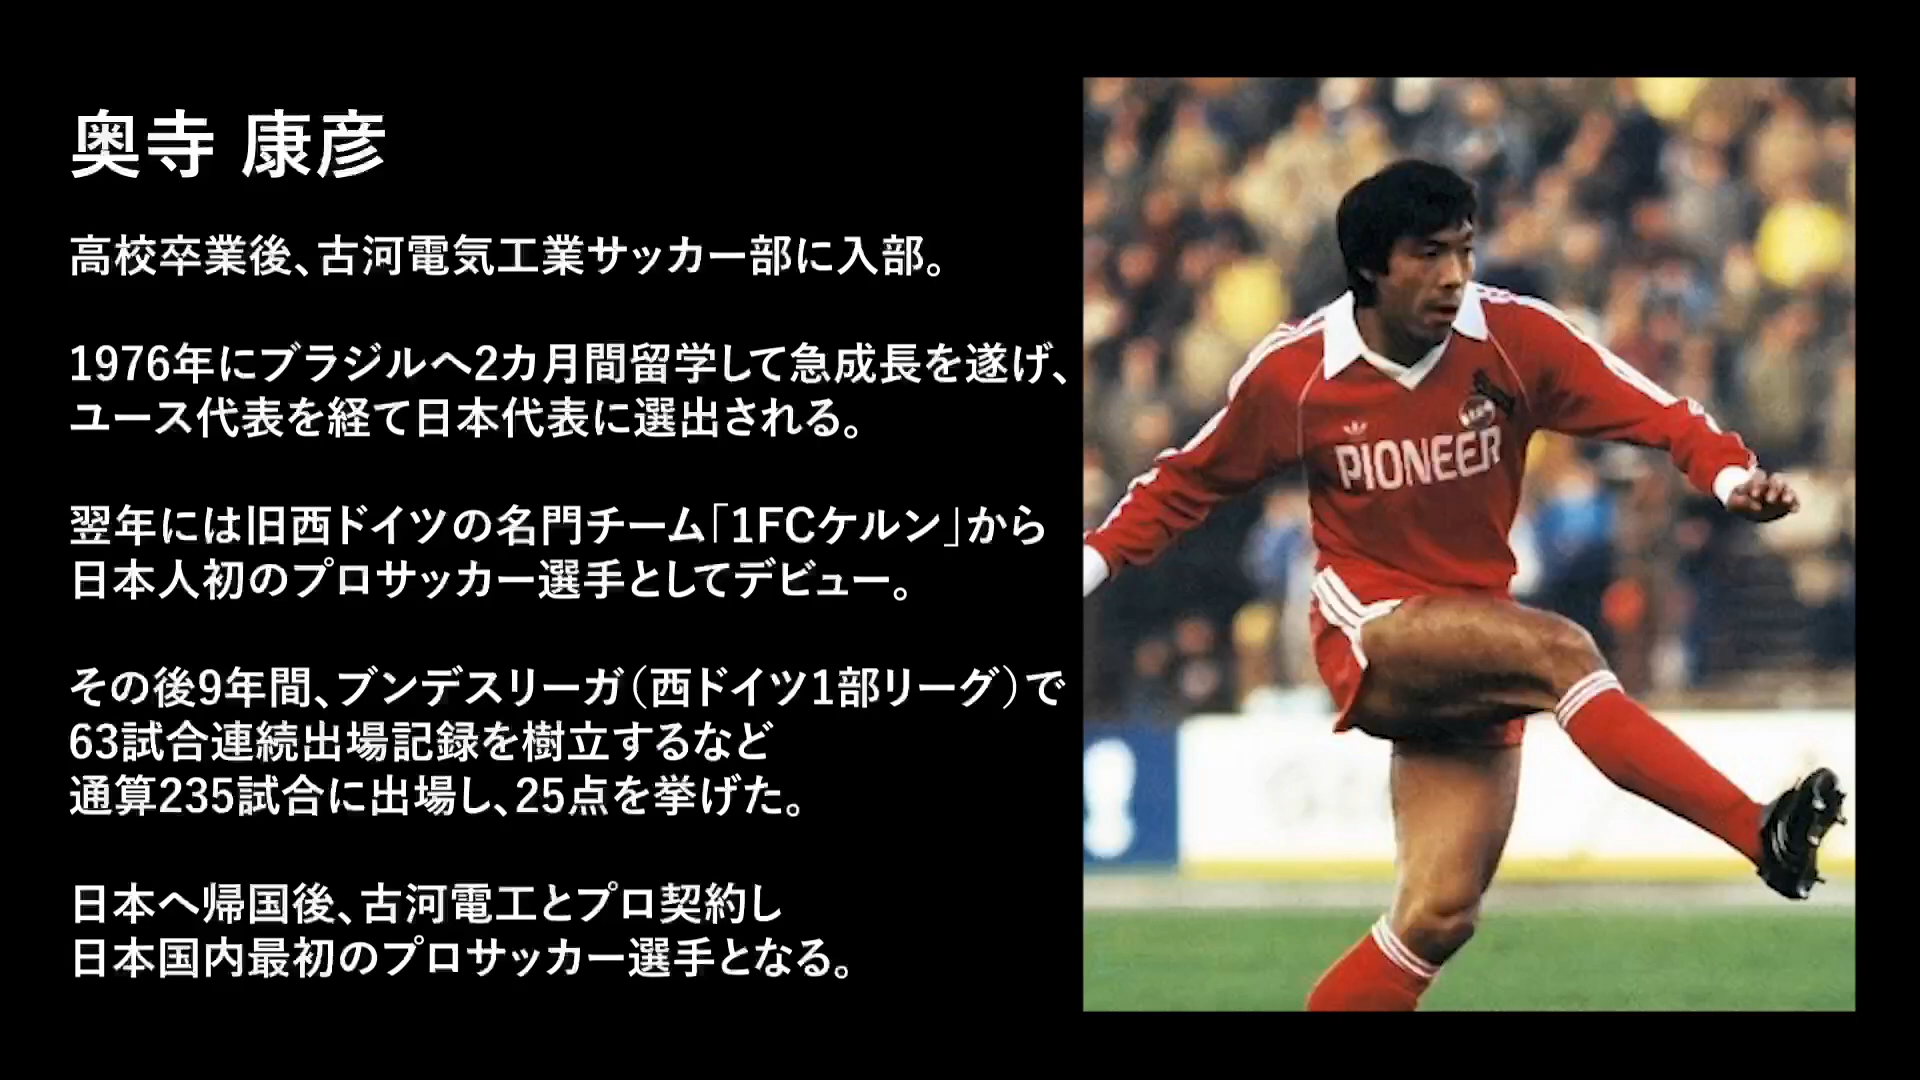 奥寺 康彦
高校卒業後、古河電気工業サッカー部に入部。
1976年にブラジルへ2カ月間留学して急成長を遂げ、
ユース代表を経て日本代表に選出される。
翌年には旧西ドイツの名門チーム「1FCケルン」から
日本人初のプロサッカー選手としてデビュー。
その後9年間、ブンデスリーガ（西ドイツ1部リーグ）で
63試合連続出場記録を樹立するなど
通算235試合に出場し、25点を挙げた。
日本へ帰国後、古河電工とプロ契約し
日本国内最初のプロサッカー選手となる。
PIONEER